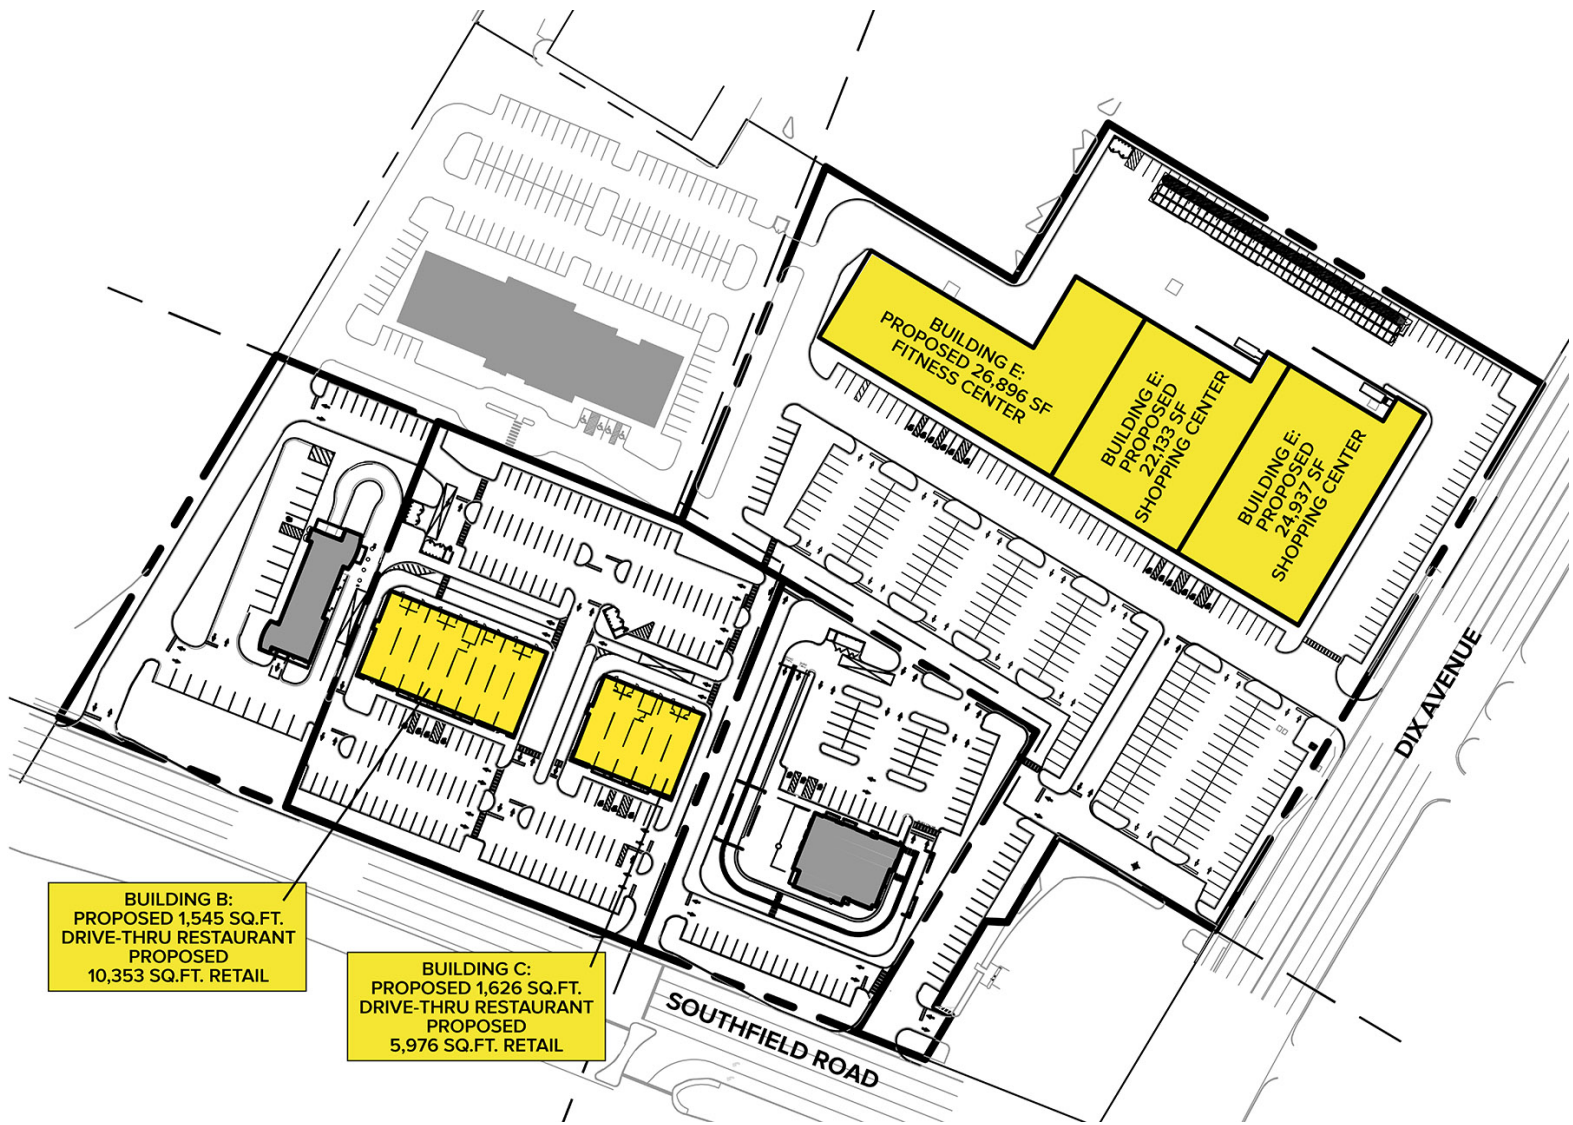 BUILDING E:
PROPOSED 26,896 SF
FITNESS CENTER
BUILDING E:
PROPOSED
22,133 SF
SHOPPING CENTER
BUILDING E:
PROPOSED
24,937 SF
SHOPPING CENTER
DIX AVENUE
BUILDING B:
PROPOSED 1,545 SQ.FT.
DRIVE-THRU RESTAURANT
PROPOSED
10,353 SQ.FT. RETAIL
BUILDING C:
PROPOSED 1,626 SQ.FT.
DRIVE-THRU RESTAURANT
PROPOSED
5,976 SQ.FT. RETAIL
SOUTHFIELD ROAD